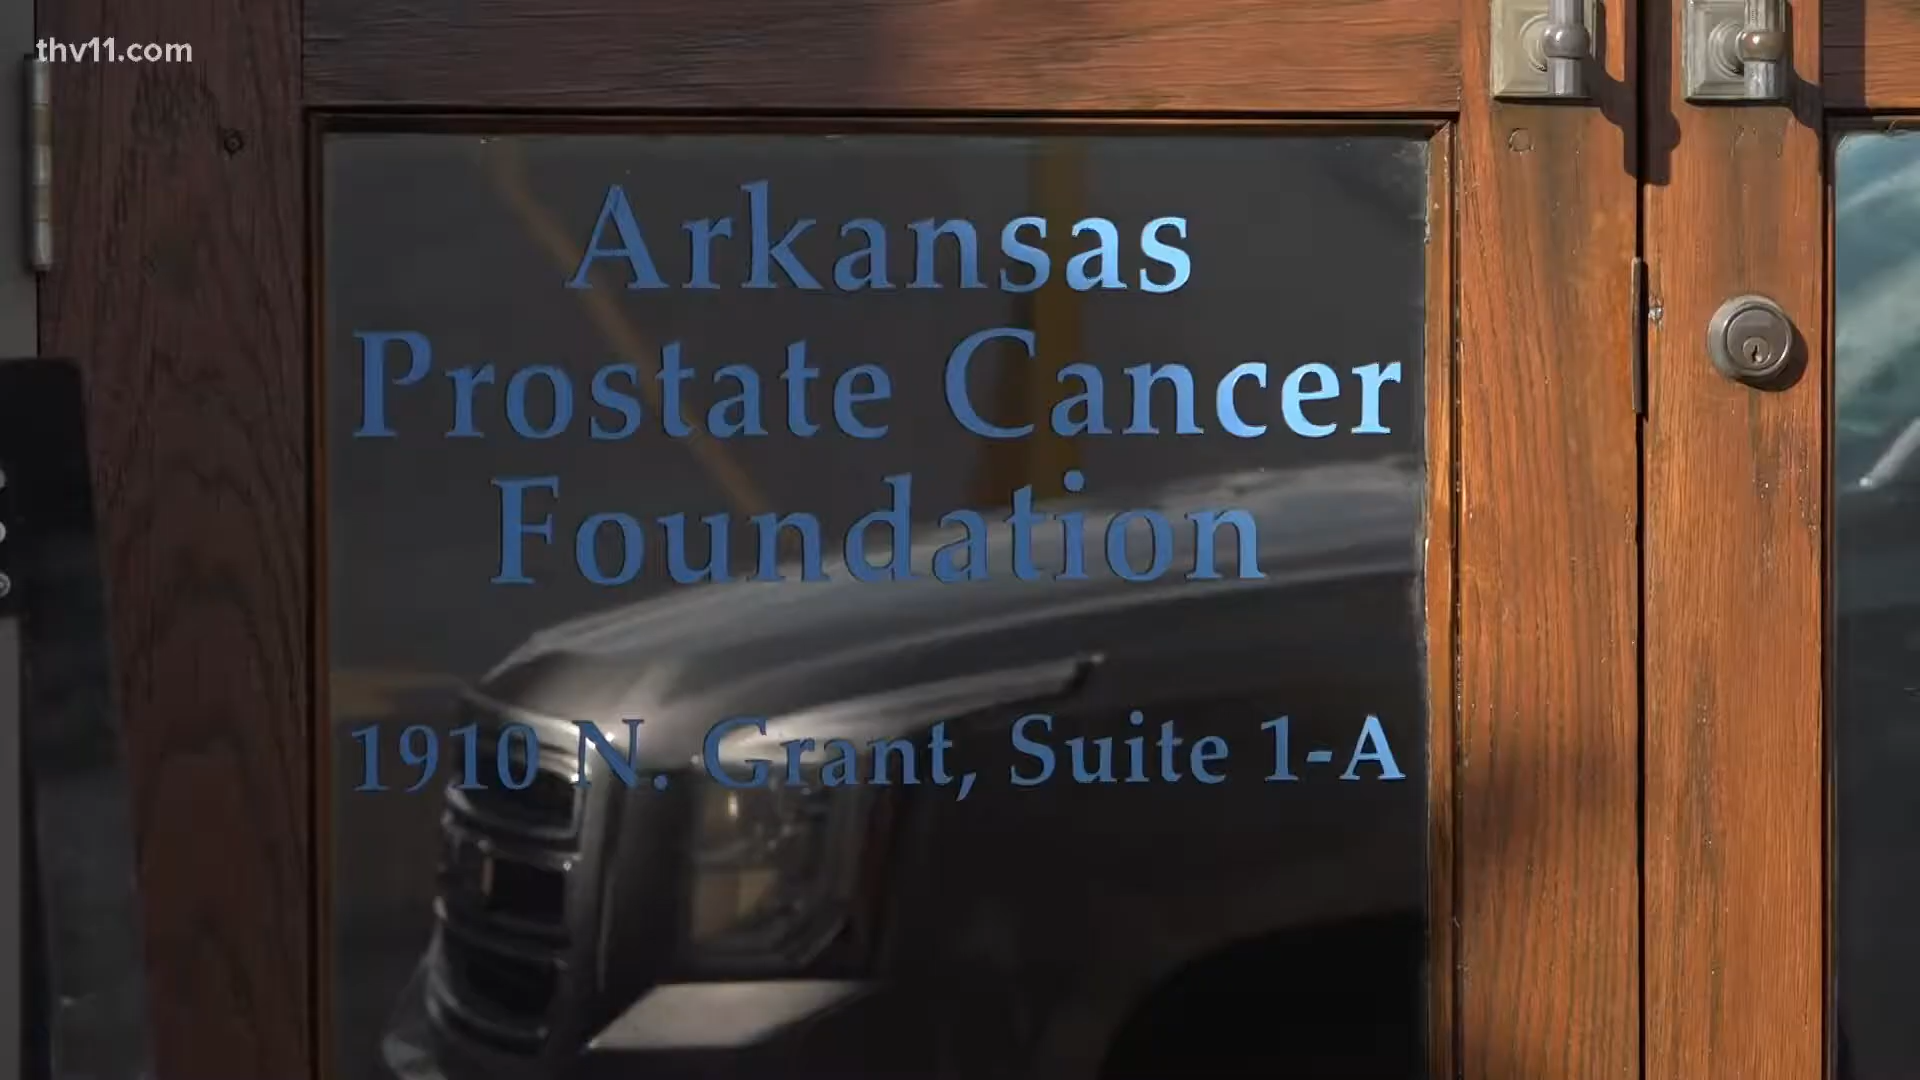 thv11.com
Arkansas
Prostate Cancer
Foundation
1910 N. Grant, Suite 1-A